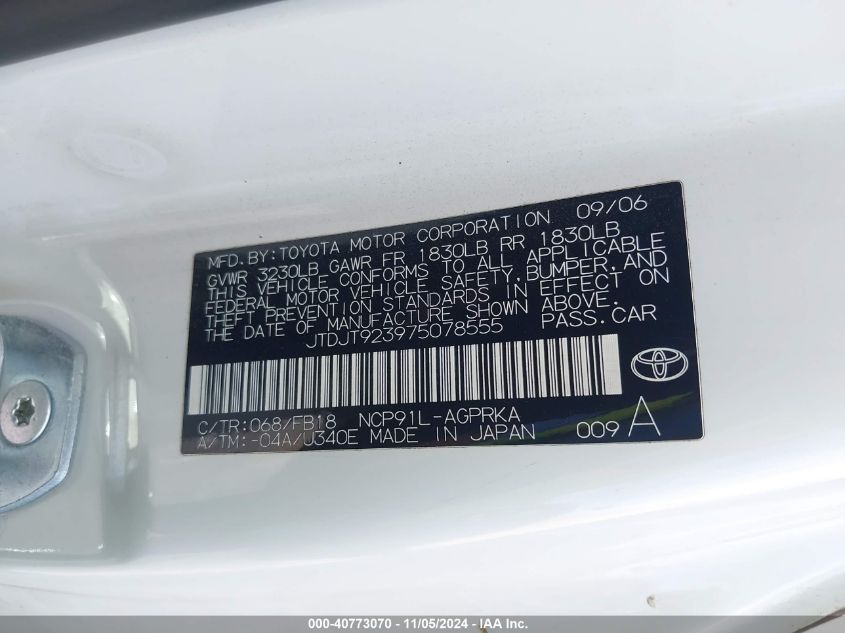 MFD. BY: TOYOTA MOTOR CORPORATION 09/06
GVWR 3230LB GAWR FR 1830LB RR 1830LB
THIS VEHICLE CONFORMS TO ALL APPLICABLE
FEDERAL MOTOR VEHICLE SAFETY, BUMPER, AND
THEFT PREVENTION STANDARDS IN EFFECT ON
THE DATE OF MANUFACTURE SHOWN ABOVE.
JTDJT923975078555 PASS. CAR
C/TR: 068/FB18 NCP91L-AGPRKA
A/TM: -04A/U340E MADE IN JAPAN 009 A
000-40773070 - 11/05/2024 - IAA Inc.